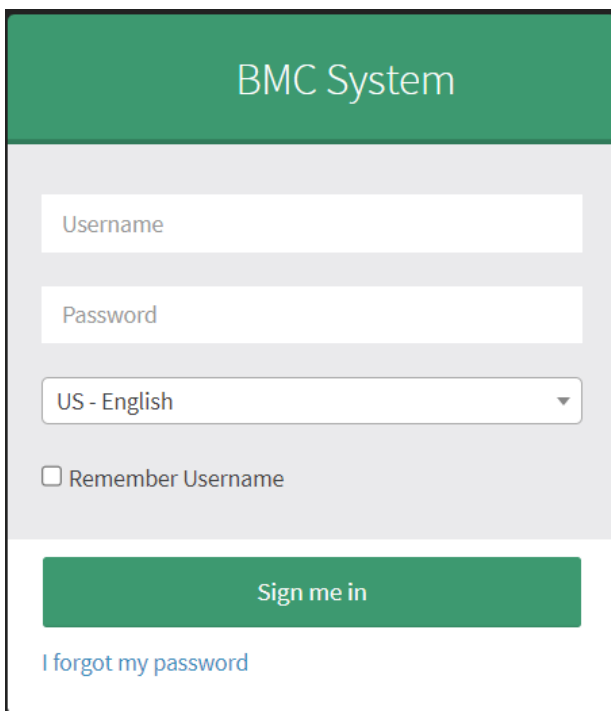 BMC System
Username
Password
US - English
Remember Username
Sign me in
I forgot my password